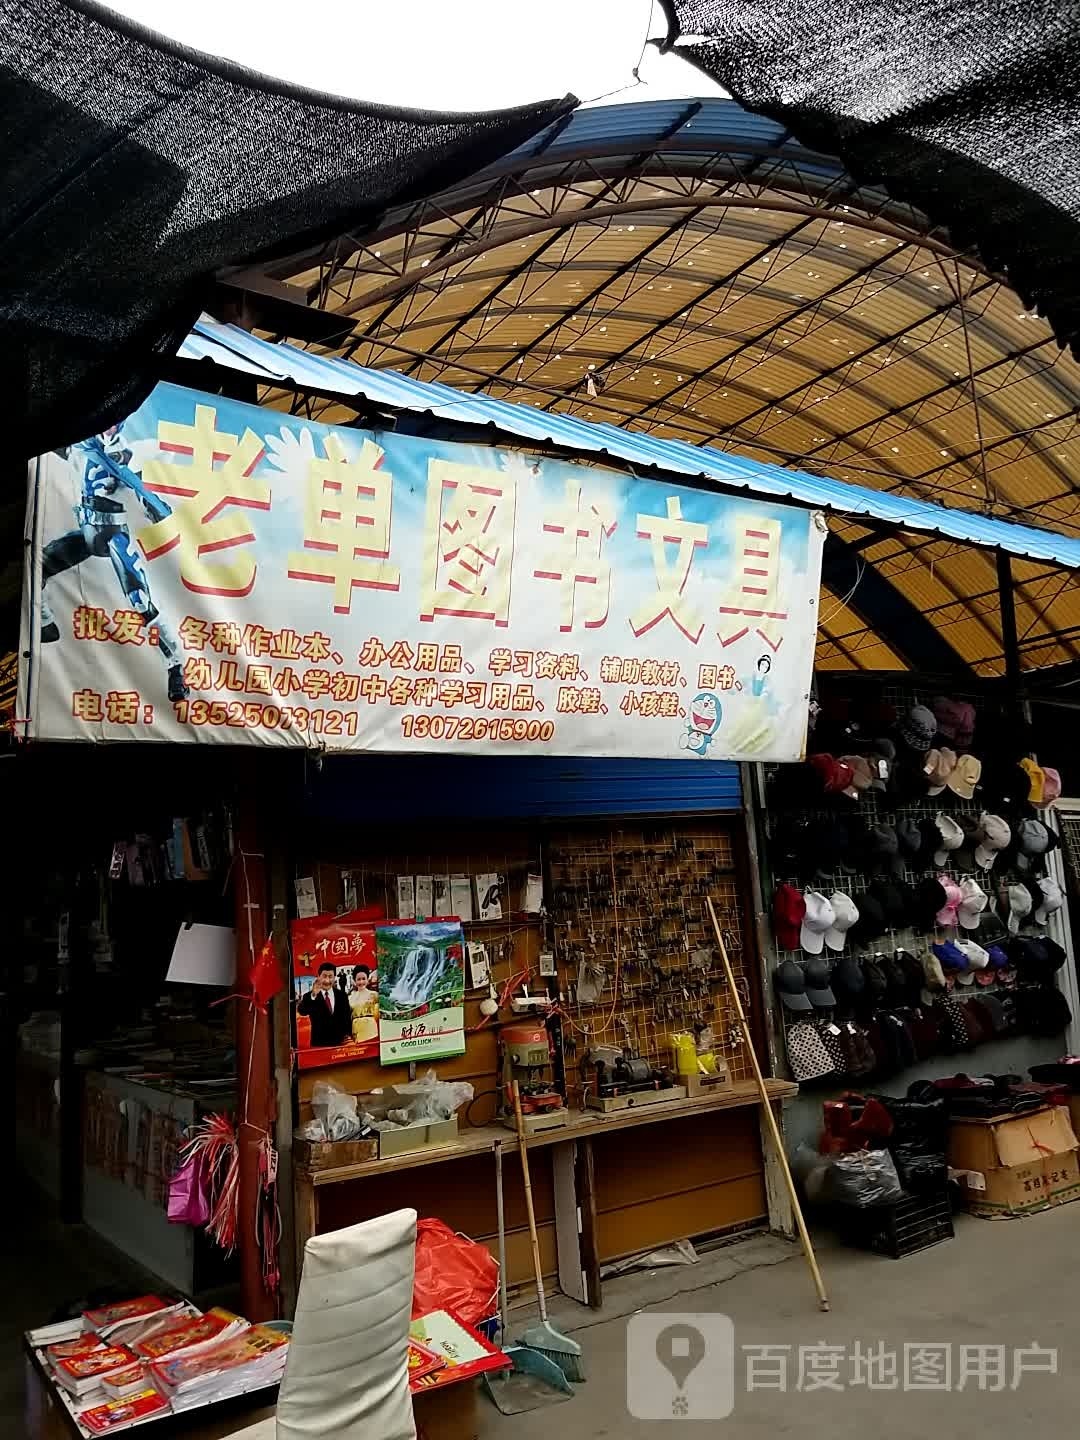 老单图书文具
批发：各种作业本、办公用品、学习资料、辅助教材、图书、
幼儿园小学初中各种学习用品、胶鞋、小孩鞋、
电话：13525073121 13072615900
中國夢
财源
GOOD LUCK
百度地图用户